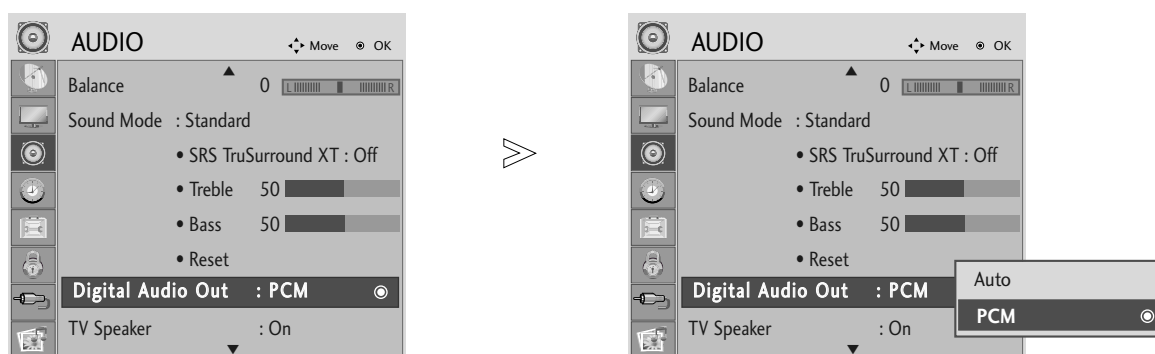 AUDIO Move OK
Balance 0 L R
Sound Mode : Standard
• SRS TruSurround XT : Off
• Treble 50
• Bass 50
• Reset
Digital Audio Out : PCM
TV Speaker : On
AUDIO Move OK
Balance 0 L R
Sound Mode : Standard
• SRS TruSurround XT : Off
• Treble 50
• Bass 50
• Reset
Digital Audio Out : PCM
TV Speaker : On
Auto
PCM